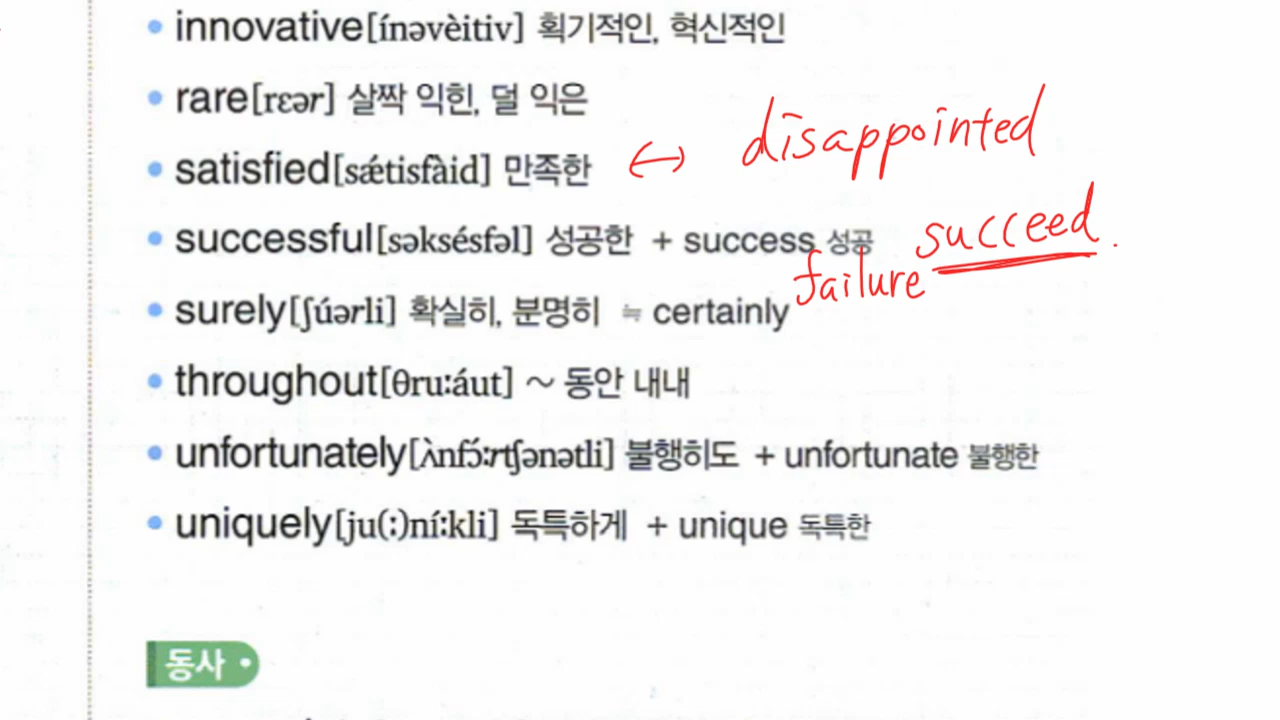 innovative[ínəvèitiv] 획기적인, 혁신적인
rare[rɛər] 살짝 익힌, 덜 익은
satisfied[sǽtisfàid] 만족한 ↔ disappointed
successful[səksésfəl] 성공한 + success 성공 succeed.
failure
surely[ʃúərli] 확실히, 분명히 ≒ certainly
throughout[θruːáut] ~ 동안 내내
unfortunately[ʌ̀nfɔ́ːrtʃənətli] 불행히도 + unfortunate 불행한
uniquely[ju(ː)níːkli] 독특하게 + unique 독특한
동사